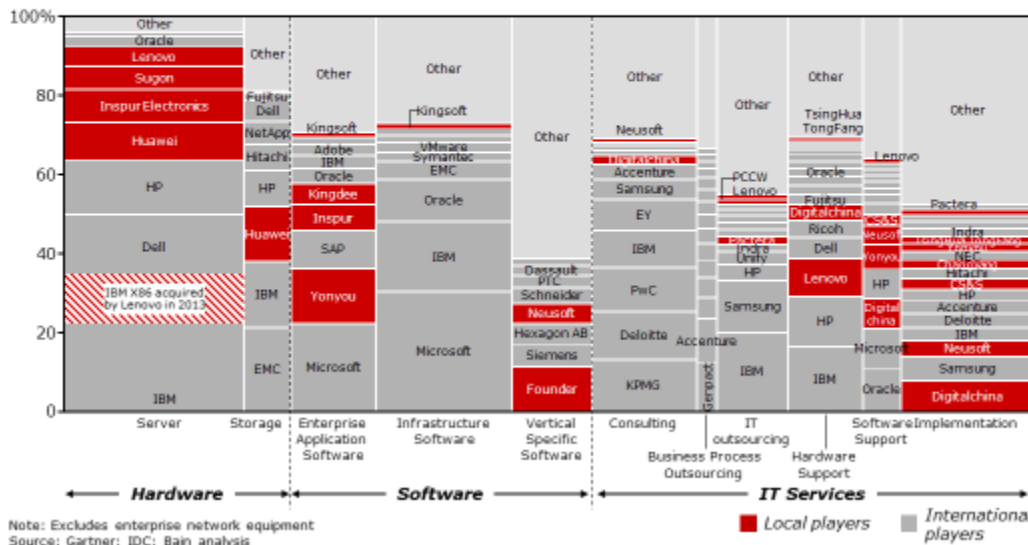 100%
80
60
40
20
0
Other
Oracle
Lenovo
Sugon
InspurElectronics
Huawei
HP
Dell
IBM X86 acquired
by Lenovo in 2013
IBM
Other
Fujitsu
Dell
NetApp
Hitachi
HP
Huawei
IBM
EMC
Other
Kingsoft
Adobe
IBM
Oracle
Kingdee
Inspur
SAP
Yonyou
Microsoft
Other
Kingsoft
VMware
Symantec
EMC
Oracle
IBM
Microsoft
Other
Dassault
PTC
Schneider
Neusoft
Hexagon AB
Siemens
Founder
Other
Neusoft
Digitalchina
Accenture
Samsung
EY
IBM
PwC
Deloitte
KPMG
Accenture
Genpact
Other
PCCW
Lenovo
Pactera
Indra
Unify
HP
Samsung
IBM
Other
TsingHua
TongFang
Oracle
Fujitsu
Digitalchina
Ricoh
Dell
Lenovo
HP
IBM
Lenovo
CS&S
Neusoft
Yonyou
HP
Digital
china
Microsoft
Oracle
Other
Pactera
Indra
NEC
Hitachi
CS&S
HP
Accenture
Deloitte
IBM
Neusoft
Samsung
Digitalchina
Server
Storage
Enterprise
Application
Software
Infrastructure
Software
Vertical
Specific
Software
Consulting
Business Process
Outsourcing
IT
outsourcing
Hardware
Support
Software
Support
Implementation
Hardware
Software
IT Services
Note: Excludes enterprise network equipment
Source: Gartner; IDC; Bain analysis
Local players
International
players